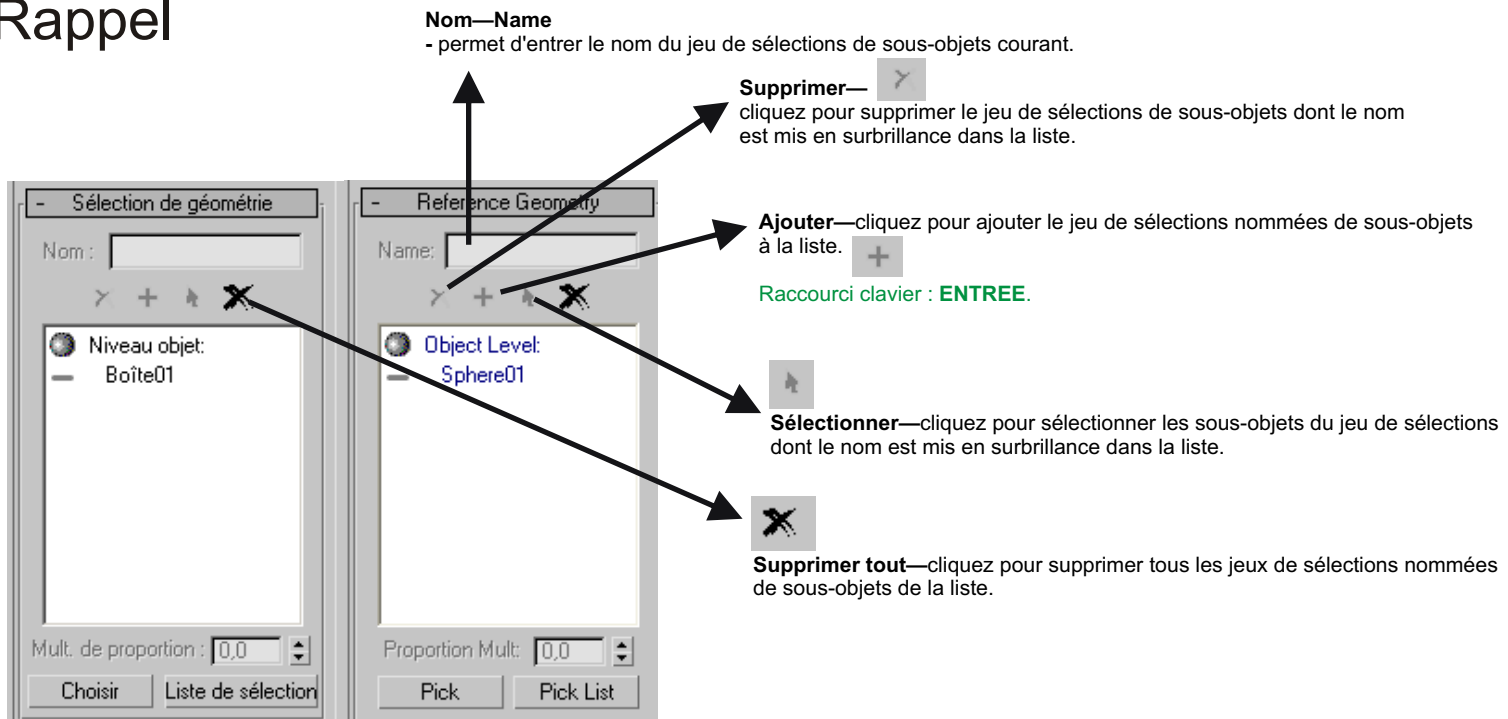 Rappel
Nom—Name
- permet d'entrer le nom du jeu de sélections de sous-objets courant.
Supprimer—
cliquez pour supprimer le jeu de sélections de sous-objets dont le nom
est mis en surbrillance dans la liste.
Ajouter—cliquez pour ajouter le jeu de sélections nommées de sous-objets
à la liste.
Raccourci clavier : ENTREE.
Sélectionner—cliquez pour sélectionner les sous-objets du jeu de sélections
dont le nom est mis en surbrillance dans la liste.
Supprimer tout—cliquez pour supprimer tous les jeux de sélections nommées
de sous-objets de la liste.
- Sélection de géométrie
Nom :
Niveau objet:
Boîte01
Mult. de proportion : 0,0
Choisir Liste de sélection
- Reference Geometry
Name:
Object Level:
Sphere01
Proportion Mult: 0,0
Pick Pick List